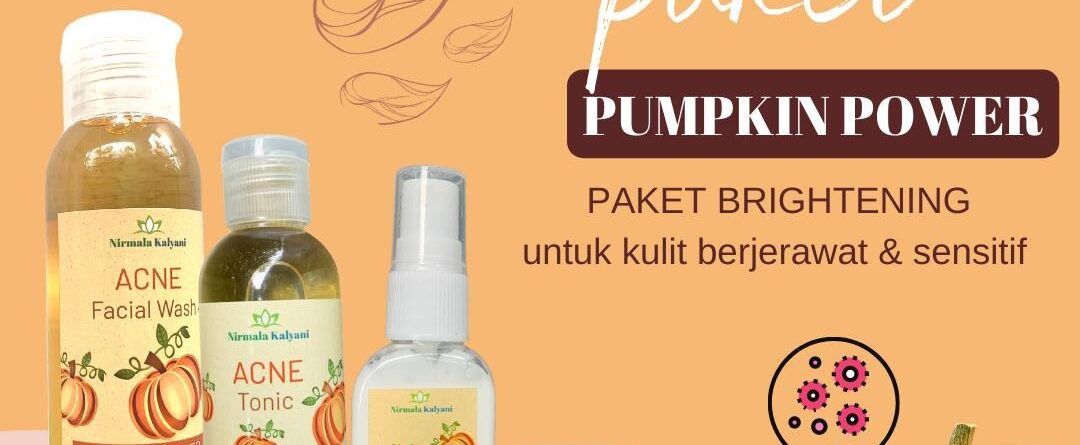 paket
PUMPKIN POWER
PAKET BRIGHTENING
untuk kulit berjerawat & sensitif
Nirmala Kalyani
ACNE
Facial Wash
Nirmala Kalyani
ACNE
Tonic
Nirmala Kalyani